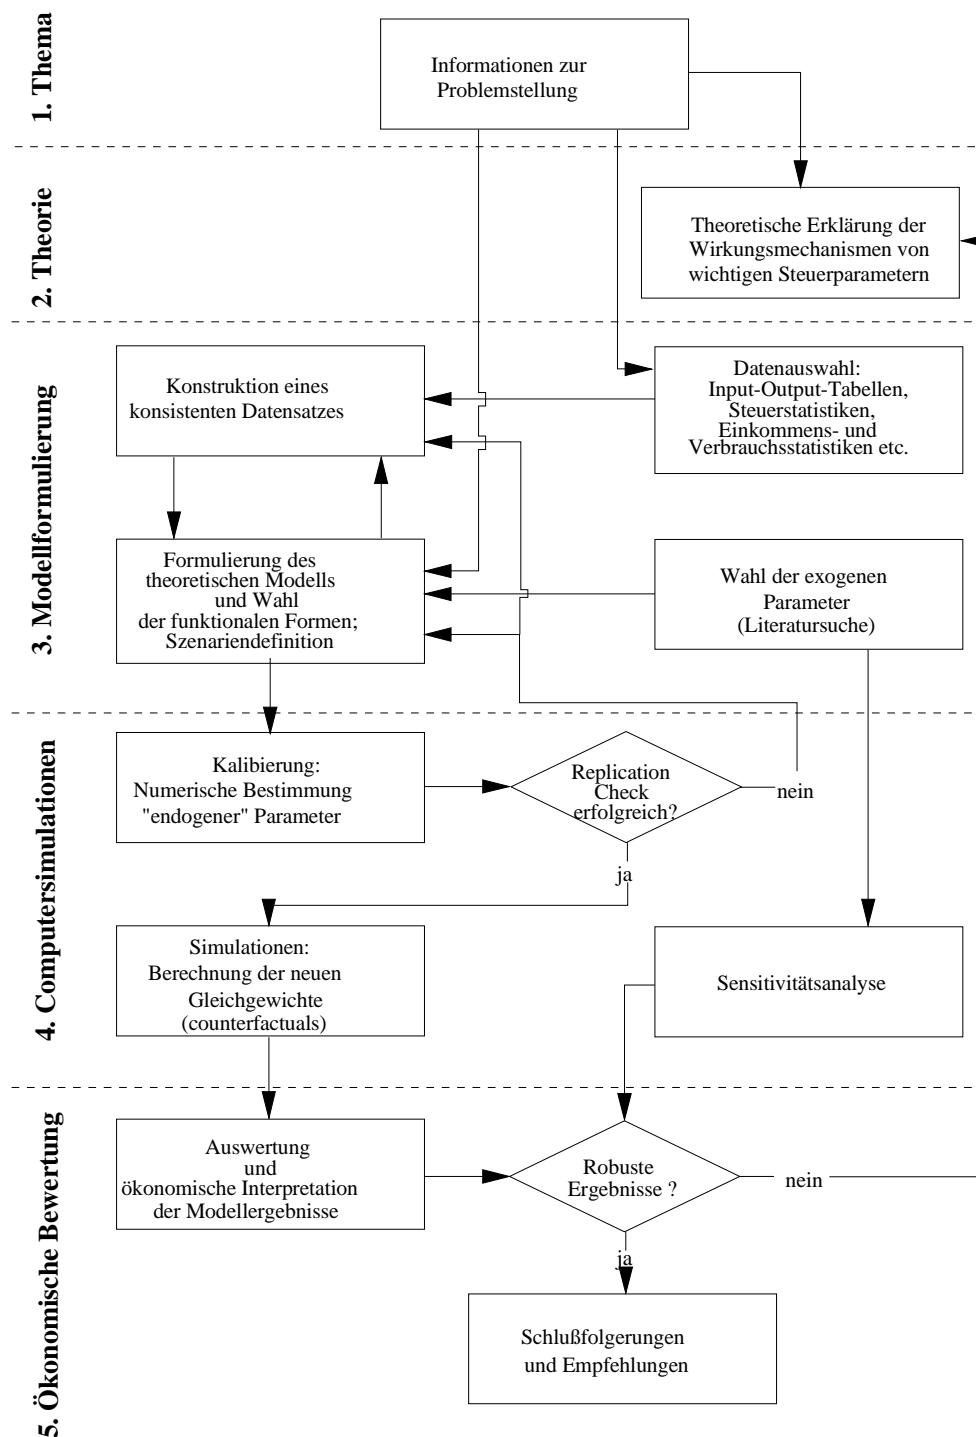 1. Thema
Informationen zur
Problemstellung
2. Theorie
Theoretische Erklärung der
Wirkungsmechanismen von
wichtigen Steuerparametern
3. Modellformulierung
Konstruktion eines
konsistenten Datensatzes
Datenauswahl:
Input-Output-Tabellen,
Steuerstatistiken,
Einkommens- und
Verbrauchsstatistiken etc.
Formulierung des
theoretischen Modells
und Wahl
der funktionalen Formen;
Szenariendefinition
Wahl der exogenen
Parameter
(Literatursuche)
4. Computersimulationen
Kalibierung:
Numerische Bestimmung
"endogener" Parameter
Replication
Check
erfolgreich?
nein
ja
Simulationen:
Berechnung der neuen
Gleichgewichte
(counterfactuals)
Sensitivitätsanalyse
5. Ökonomische Bewertung
Auswertung
und
ökonomische Interpretation
der Modellergebnisse
Robuste
Ergebnisse ?
nein
ja
Schlußfolgerungen
und Empfehlungen